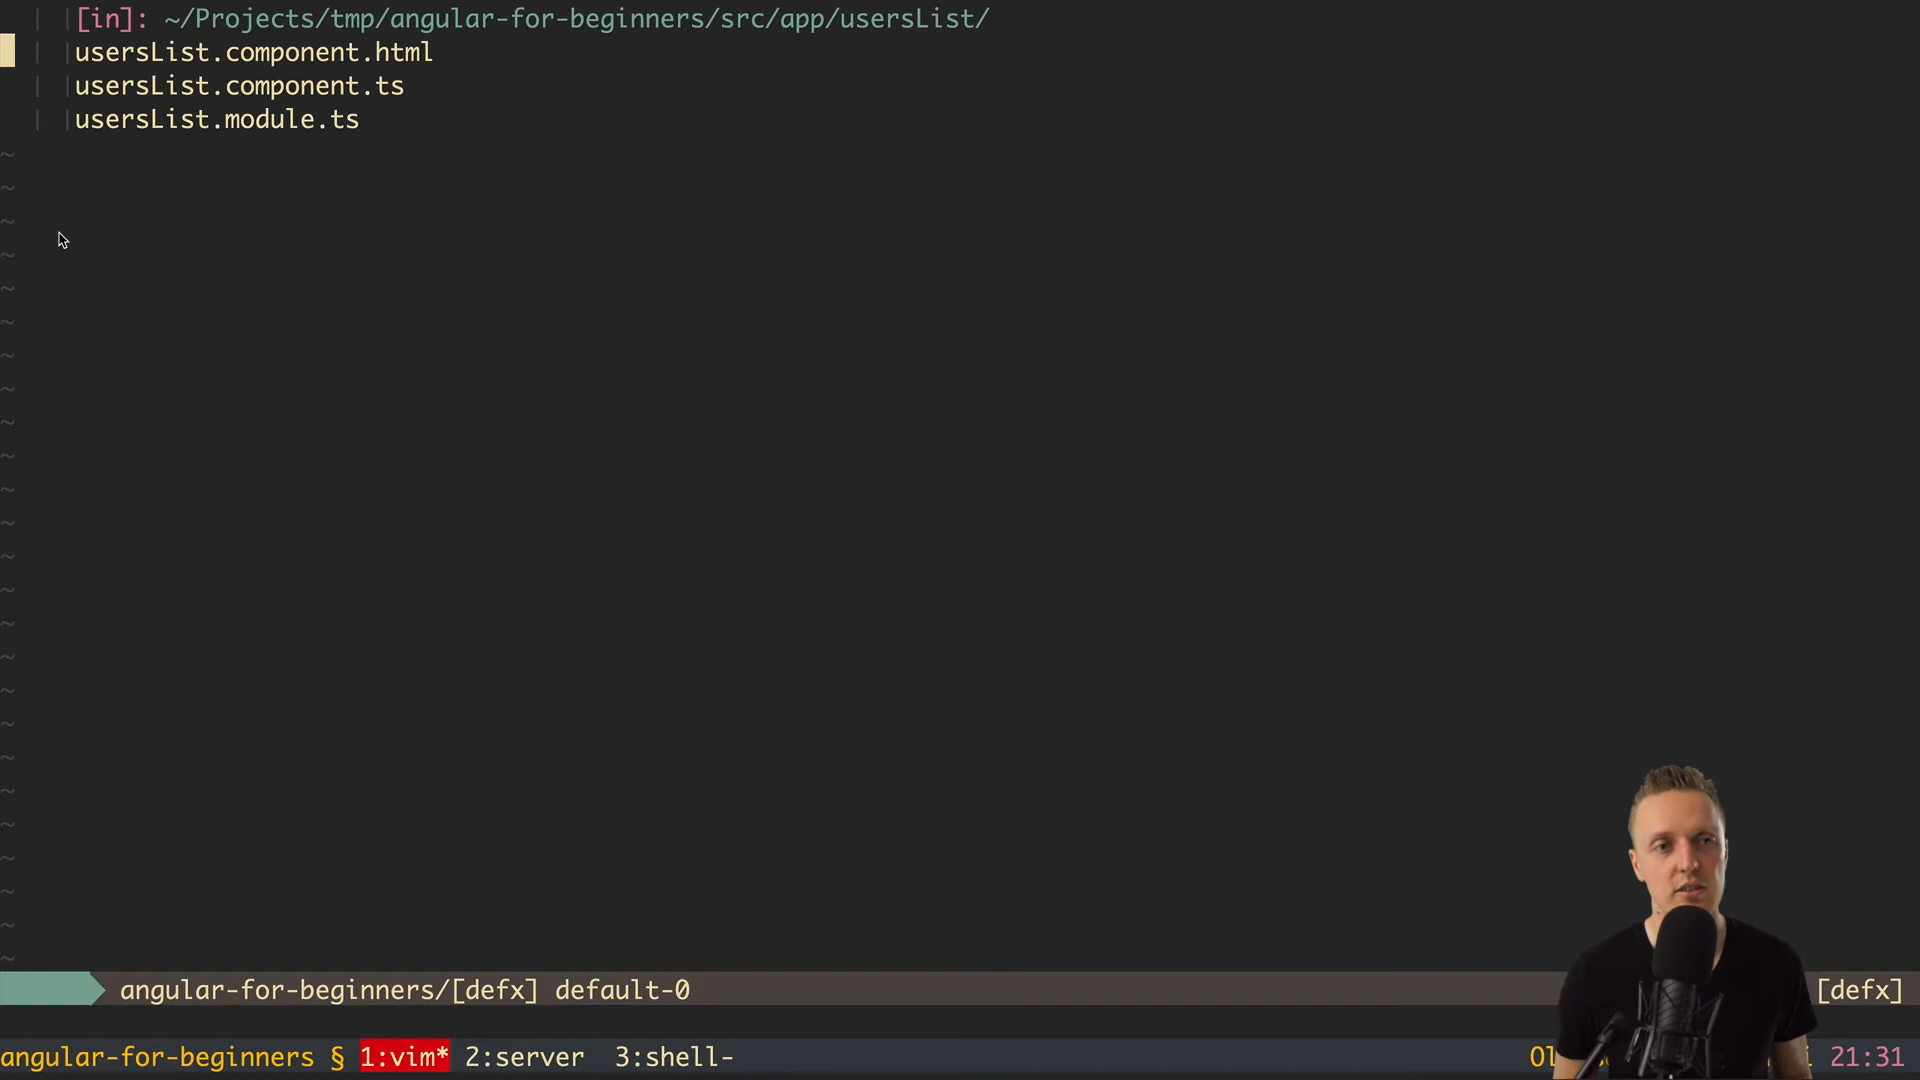 [in]: ~/Projects/tmp/angular-for-beginners/src/app/usersList/
usersList.component.html
usersList.component.ts
usersList.module.ts
angular-for-beginners/[defx] default-0 [defx]
angular-for-beginners § 1:vim* 2:server 3:shell- 21:31